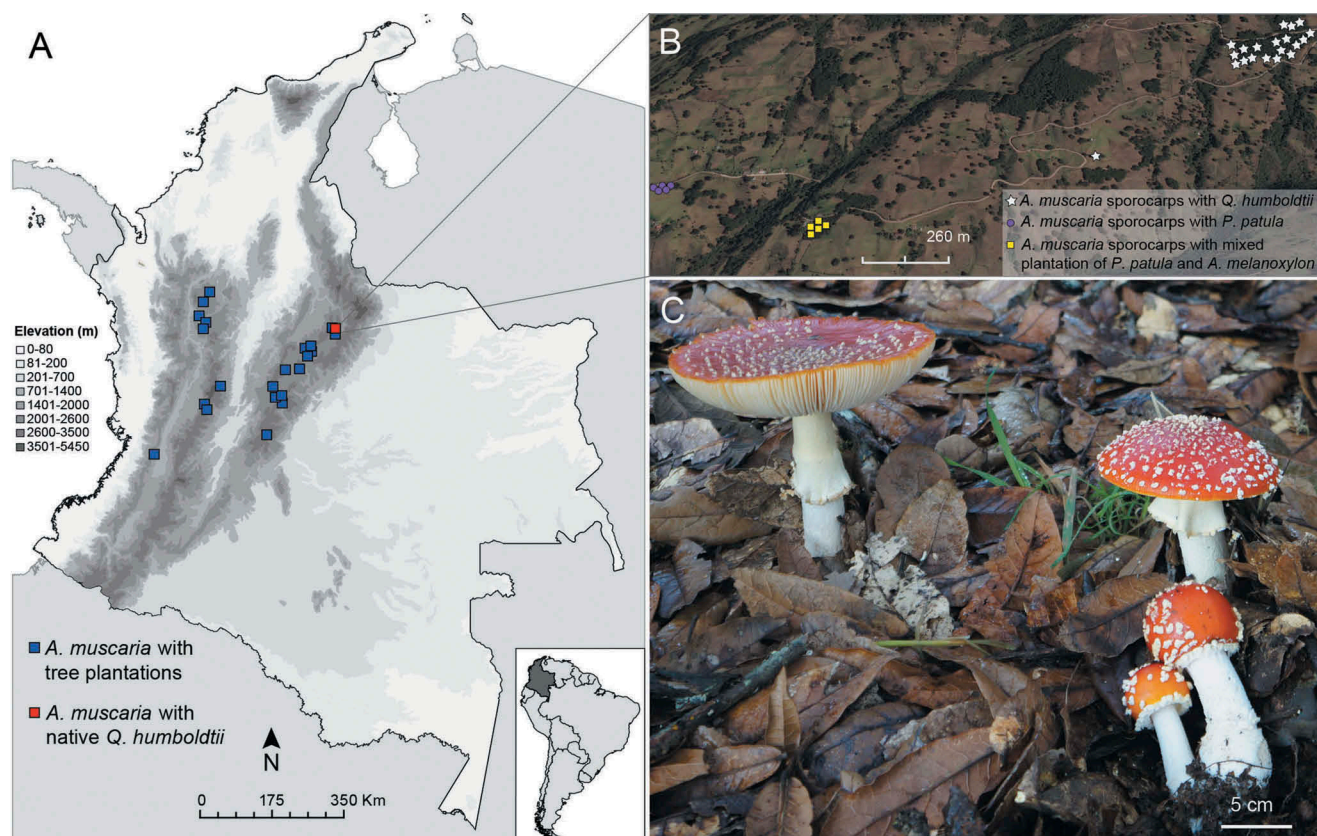 A
Elevation (m)
0-80
81-200
201-700
701-1400
1401-2000
2001-2600
2600-3500
3501-5450
A. muscaria with
tree plantations
A. muscaria with
native Q. humboldtii
N
0 175 350 Km
B
A. muscaria sporocarps with Q. humboldtii
A. muscaria sporocarps with P. patula
A. muscaria sporocarps with mixed
plantation of P. patula and A. melanoxylon
260 m
C
5 cm